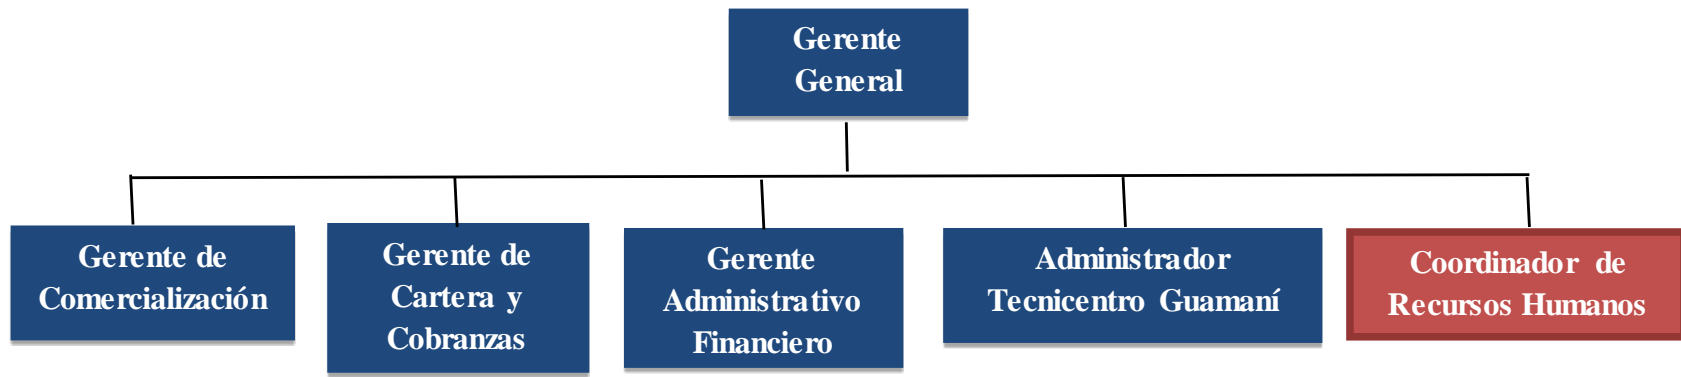 Gerente
General
Gerente de
Comercialización
Gerente de
Cartera y
Cobranzas
Gerente
Administrativo
Financiero
Administrador
Tecnicentro Guamaní
Coordinador de
Recursos Humanos